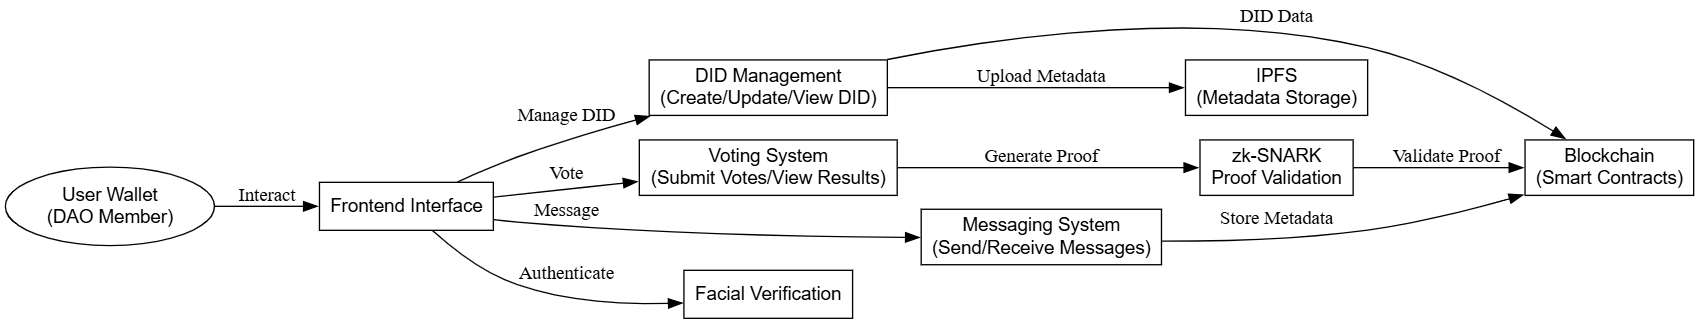 DID Data
DID Management
(Create/Update/View DID)
Upload Metadata
IPFS
(Metadata Storage)
Manage DID
Voting System
(Submit Votes/View Results)
Generate Proof
zk-SNARK
Proof Validation
Validate Proof
Blockchain
(Smart Contracts)
User Wallet
(DAO Member)
Interact
Frontend Interface
Vote
Message
Messaging System
(Send/Receive Messages)
Store Metadata
Authenticate
Facial Verification